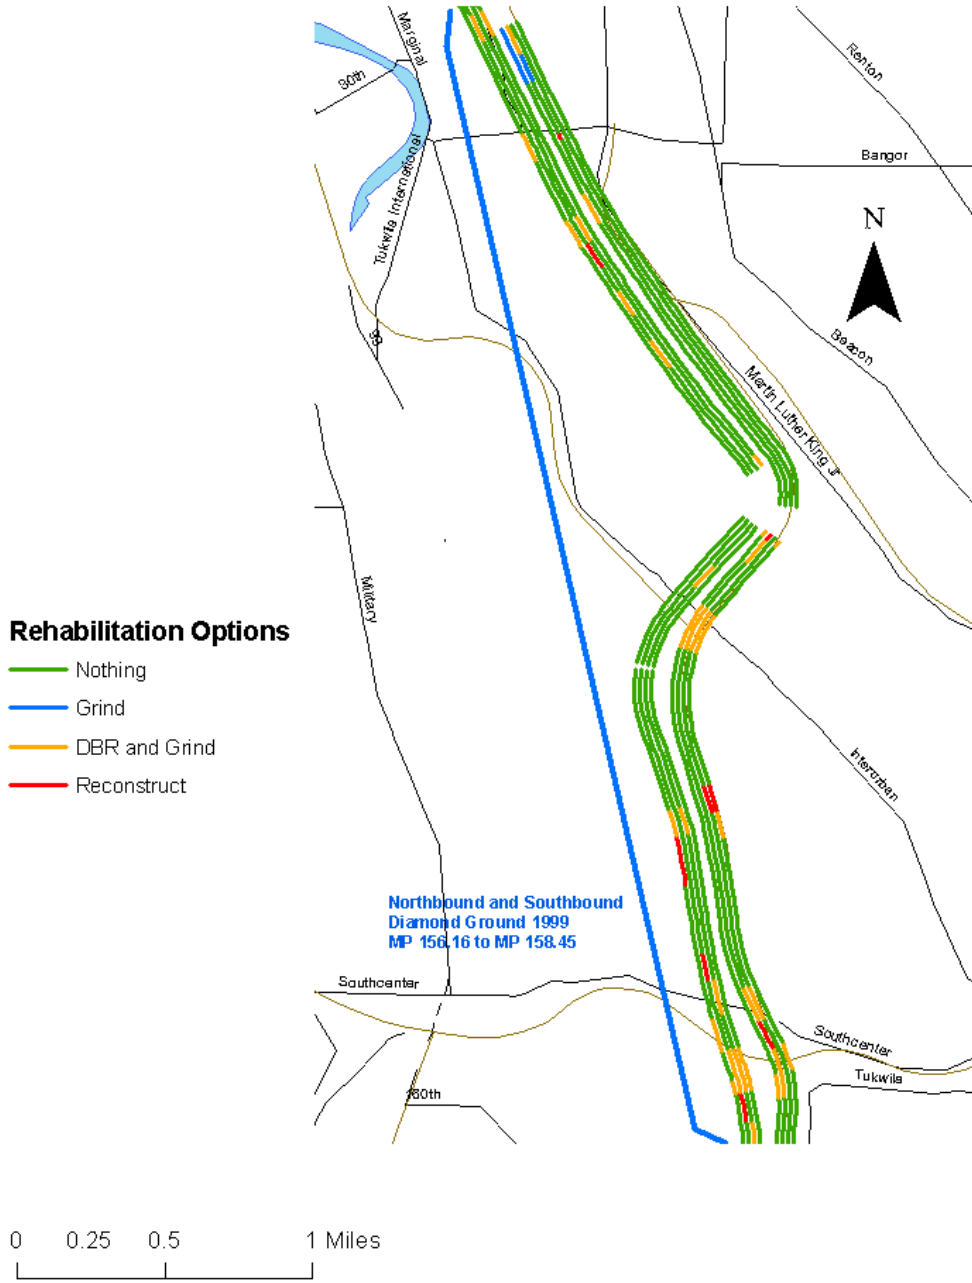 Marginal
Renton
80th
Bangor
Tukwila International
N
99
Beacon
Martin Luther King Jr
Military
Rehabilitation Options
Nothing
Grind
DBR and Grind
Reconstruct
Interurban
Northbound and Southbound
Diamond Ground 1999
MP 156.16 to MP 158.45
Southcenter
Southcenter
Tukwila
160th
0 0.25 0.5 1 Miles